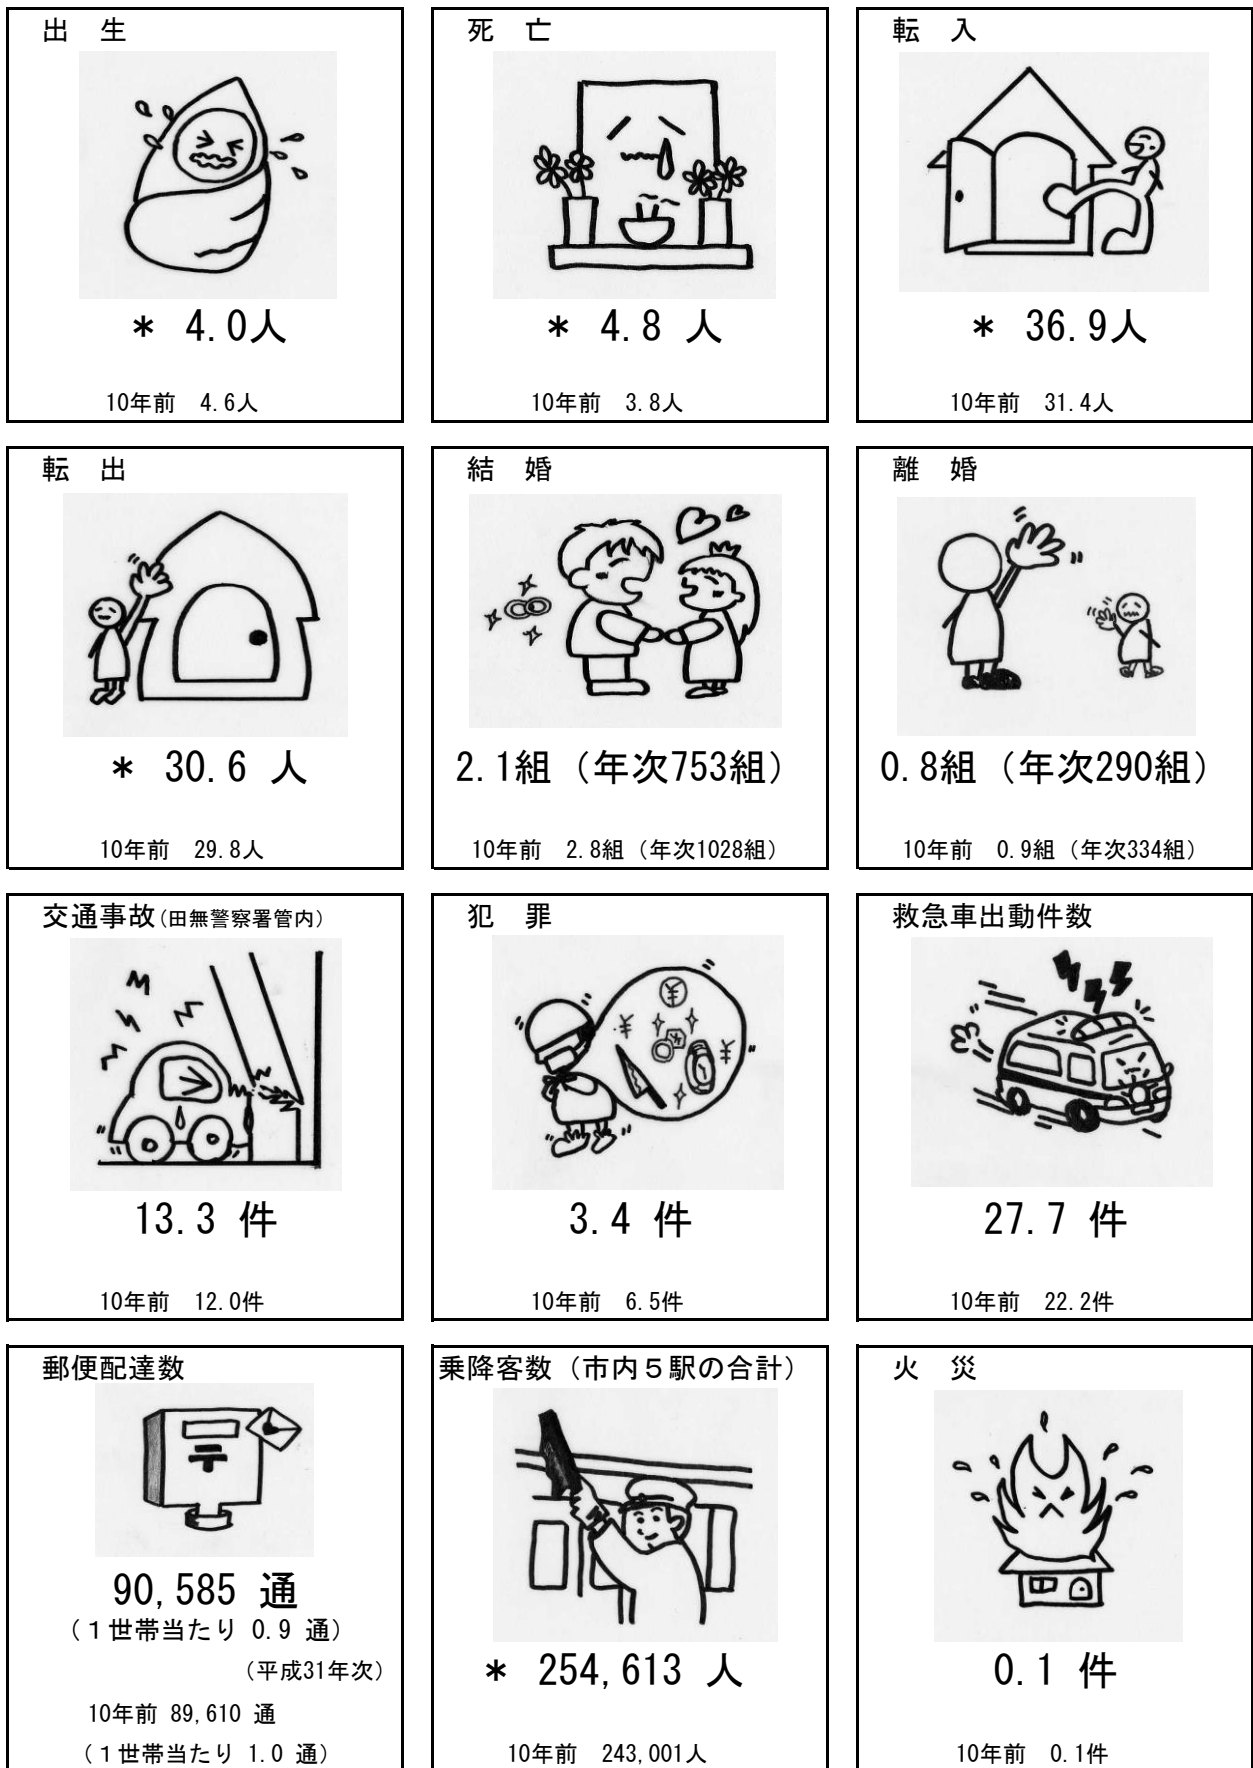 出 生
* 4.0人
10年前 4.6人
死 亡
* 4.8 人
10年前 3.8人
転 入
* 36.9人
10年前 31.4人
転 出
* 30.6 人
10年前 29.8人
結 婚
2.1組（年次753組）
10年前 2.8組（年次1028組）
離 婚
0.8組（年次290組）
10年前 0.9組（年次334組）
交通事故(田無警察署管内)
13.3 件
10年前 12.0件
犯 罪
¥
¥
¥
3.4 件
10年前 6.5件
救急車出動件数
27.7 件
10年前 22.2件
郵便配達数
〒
90,585 通
（１世帯当たり 0.9 通）
（平成31年次）
10年前 89,610 通
（１世帯当たり 1.0 通）
乗降客数（市内５駅の合計）
* 254,613 人
10年前 243,001人
火 災
0.1 件
10年前 0.1件